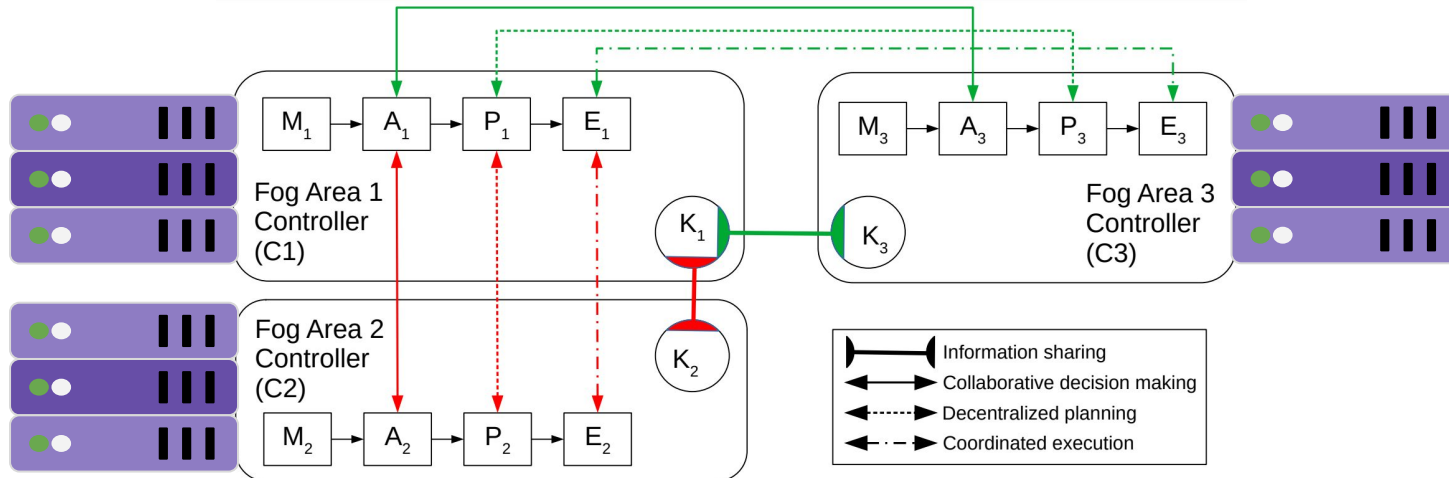 M₁ A₁ P₁ E₁
Fog Area 1
Controller
(C1)
K₁
M₃ A₃ P₃ E₃
K₃
Fog Area 3
Controller
(C3)
Fog Area 2
Controller
(C2)
K₂
M₂ A₂ P₂ E₂
Information sharing
Collaborative decision making
Decentralized planning
Coordinated execution